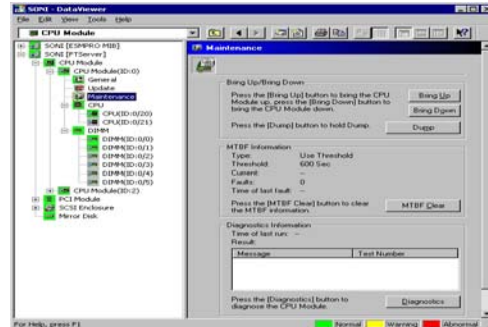 SONI - DataViewer
File Edit View Tools Help
CPU Module
SONI [ESMPRO MIB]
SONI [FTServer]
CPU Module
CPU Module(ID:0)
General
Update
Maintenance
CPU
CPU(ID:0/20)
CPU(ID:0/21)
DIMM
DIMM(ID:0/0)
DIMM(ID:0/1)
DIMM(ID:0/2)
DIMM(ID:0/3)
DIMM(ID:0/4)
DIMM(ID:0/5)
CPU Module(ID:2)
PCI Module
SCSI Enclosure
Mirror Disk
Maintenance
Bring Up/Bring Down
Press the [Bring Up] button to bring the CPU
Module up, press the [Bring Down] button to
bring the CPU Module down.
Bring Up
Bring Down
Press the [Dump] button to hold Dump.
Dump
MTBF Information
Type: Use Threshold
Threshold: 600 Sec
Current: --
Faults: 0
Time of last fault: --
Press the [MTBF Clear] button to clear
the MTBF information.
MTBF Clear
Diagnostics Information
Time of last run: --
Result:
Message Test Number
Press the [Diagnostics] button to
diagnose the CPU Module.
Diagnostics
For Help, press F1
Normal Warning Abnormal